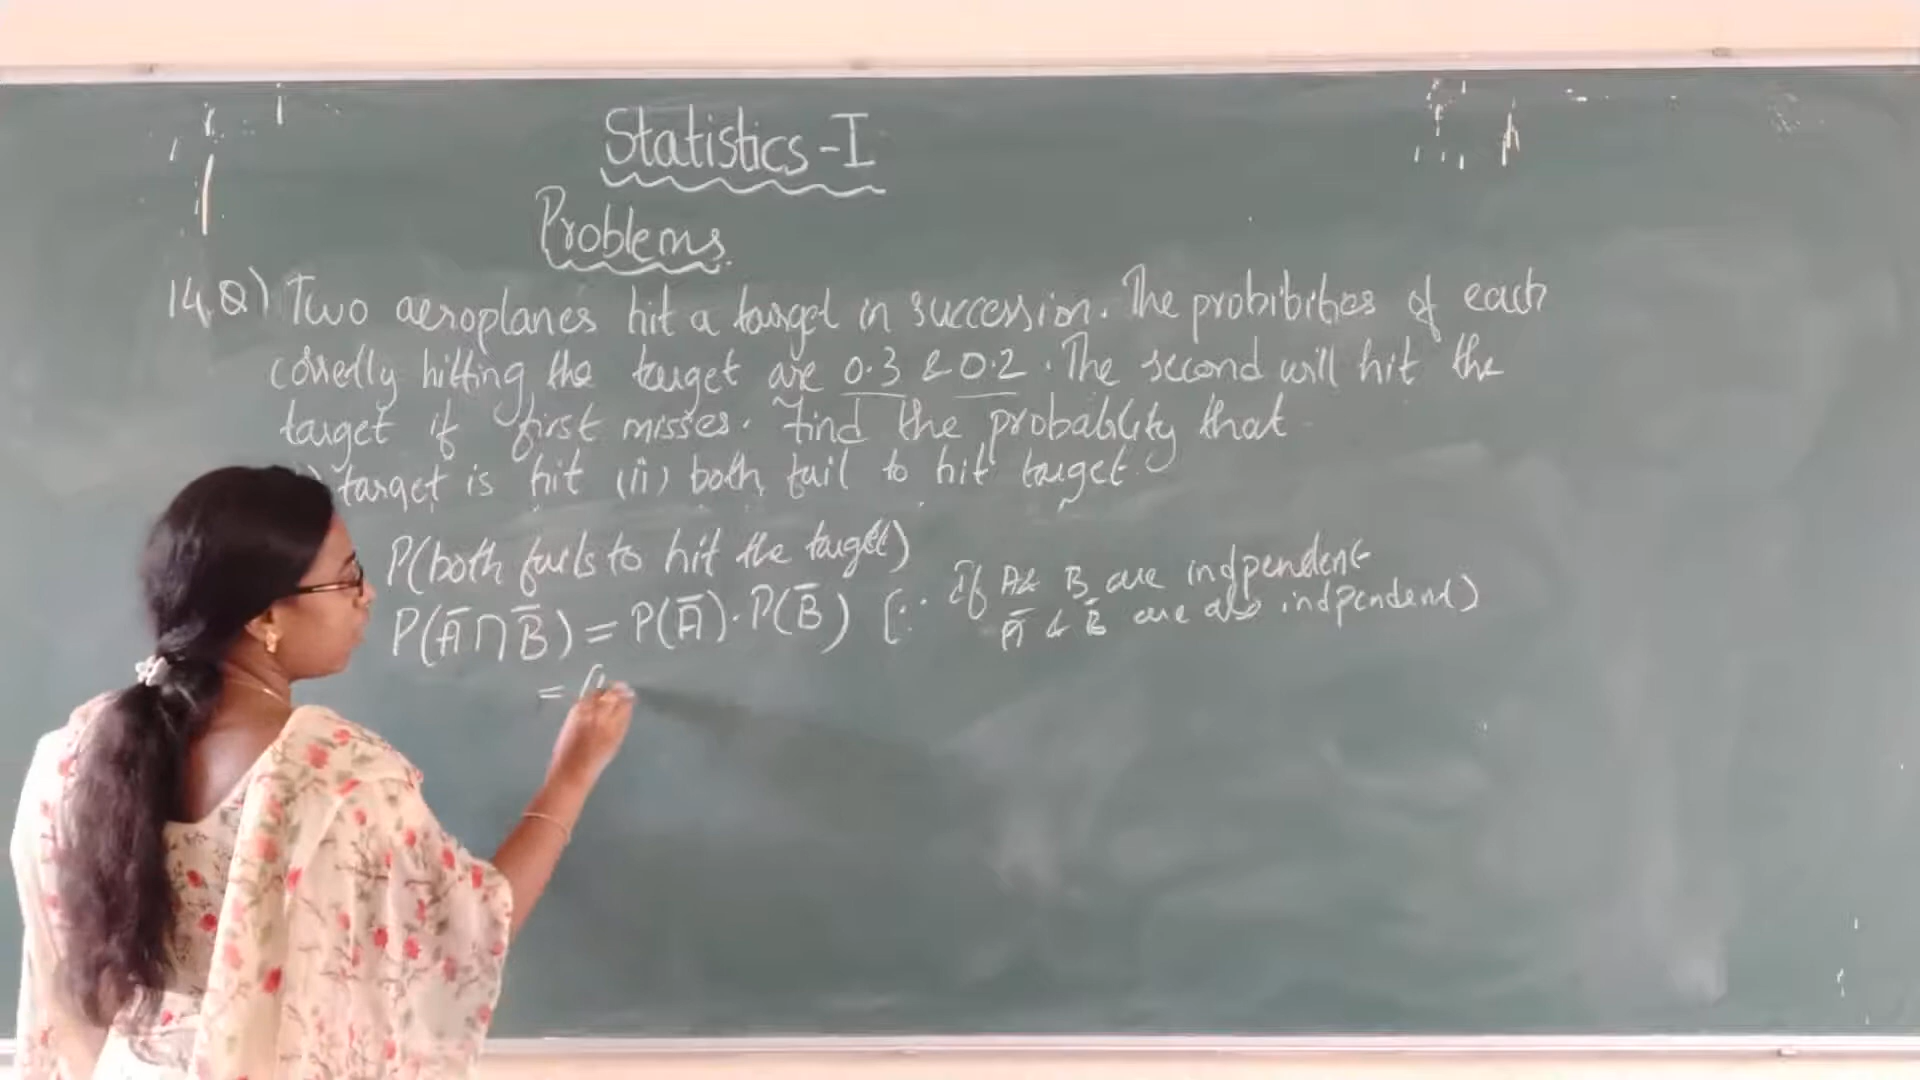 Statistics-I
Problems.
14.Q) Two aeroplanes hit a target in succession. The probibities of each
correctly hitting the target are 0.3 & 0.2. The second will hit the
target if first misses. find the probability that
) target is hit (ii) both fail to hit target.
P(both fails to hit the target)
P(A̅∩B̅) = P(A̅)·P(B̅) [∵ If A & B are independent
A̅ & B̅ are also independent)
= (1